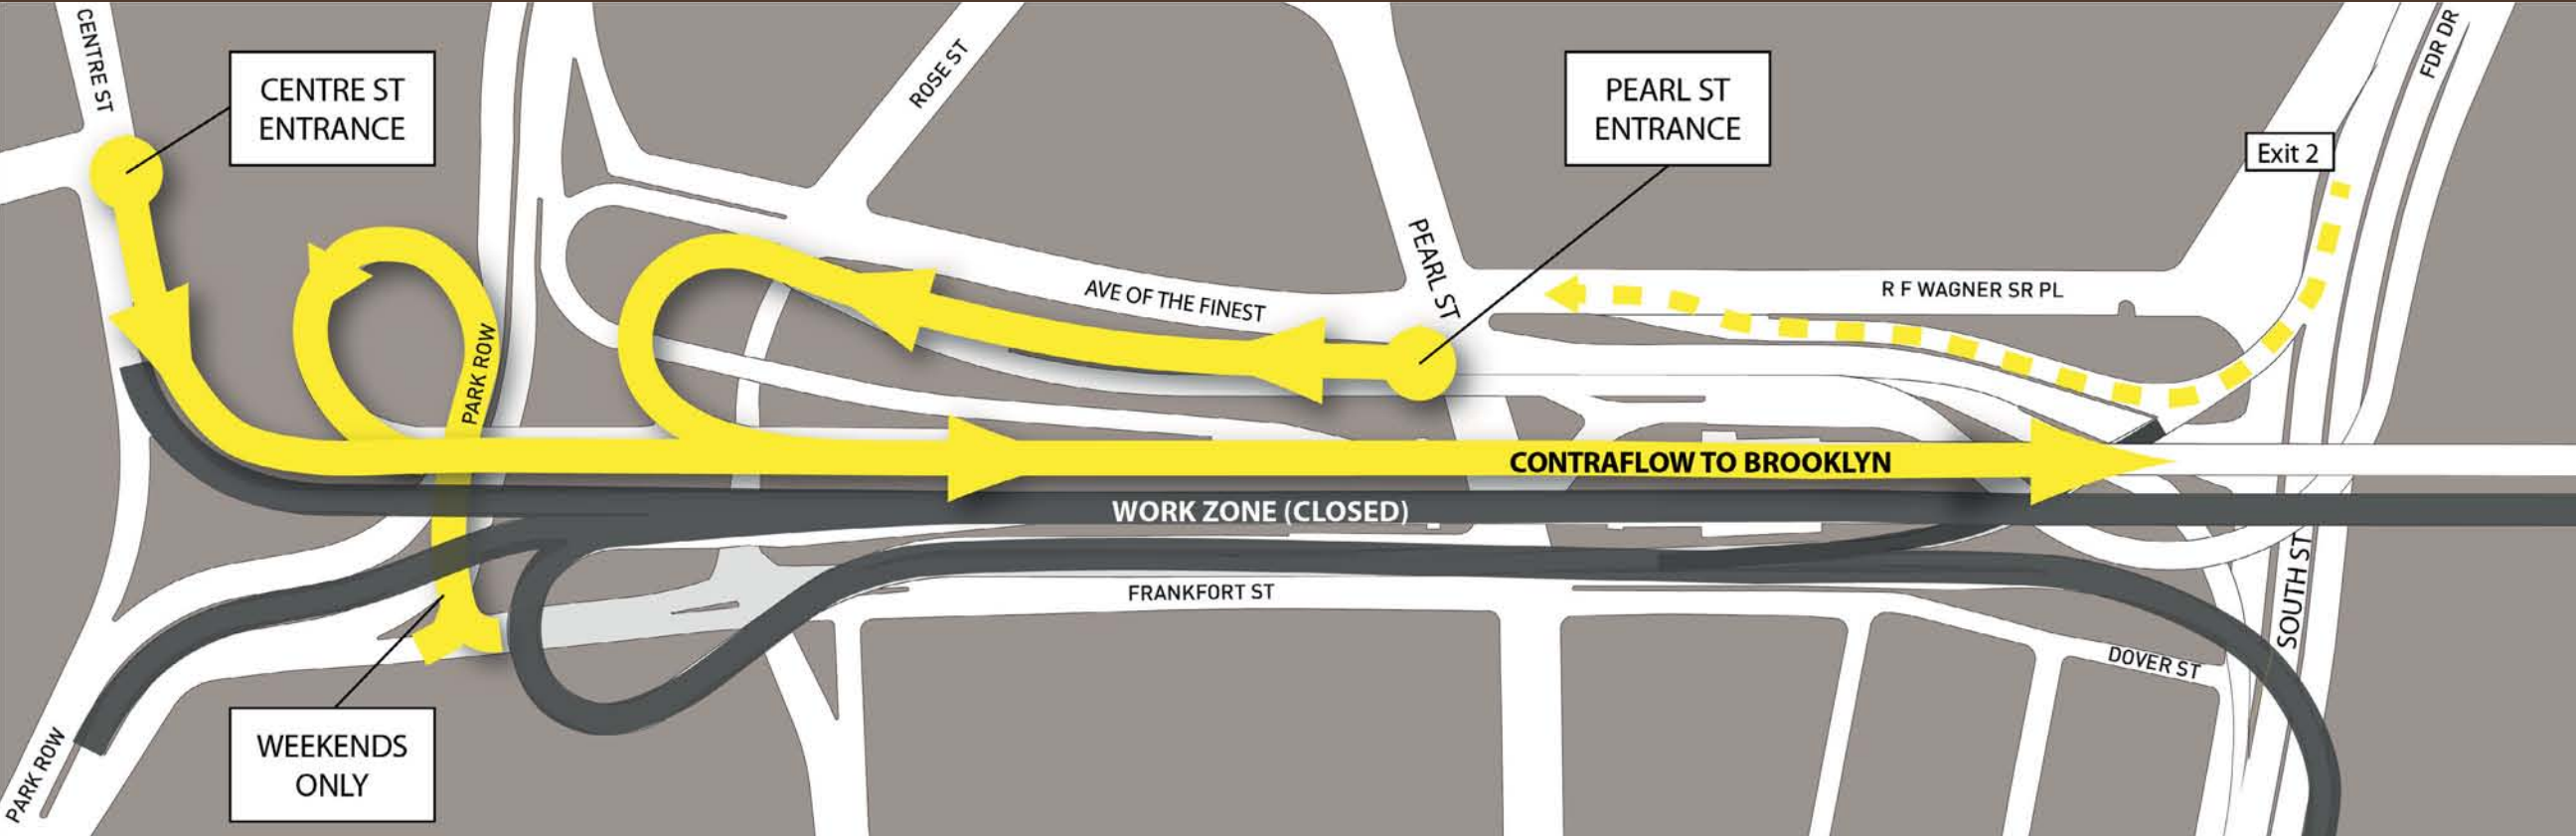 CENTRE ST
CENTRE ST
ENTRANCE
ROSE ST
PEARL ST
ENTRANCE
FDR DR
Exit 2
PEARL ST
AVE OF THE FINEST
R F WAGNER SR PL
PARK ROW
CONTRAFLOW TO BROOKLYN
WORK ZONE (CLOSED)
FRANKFORT ST
SOUTH ST
DOVER ST
WEEKENDS
ONLY
PARK ROW